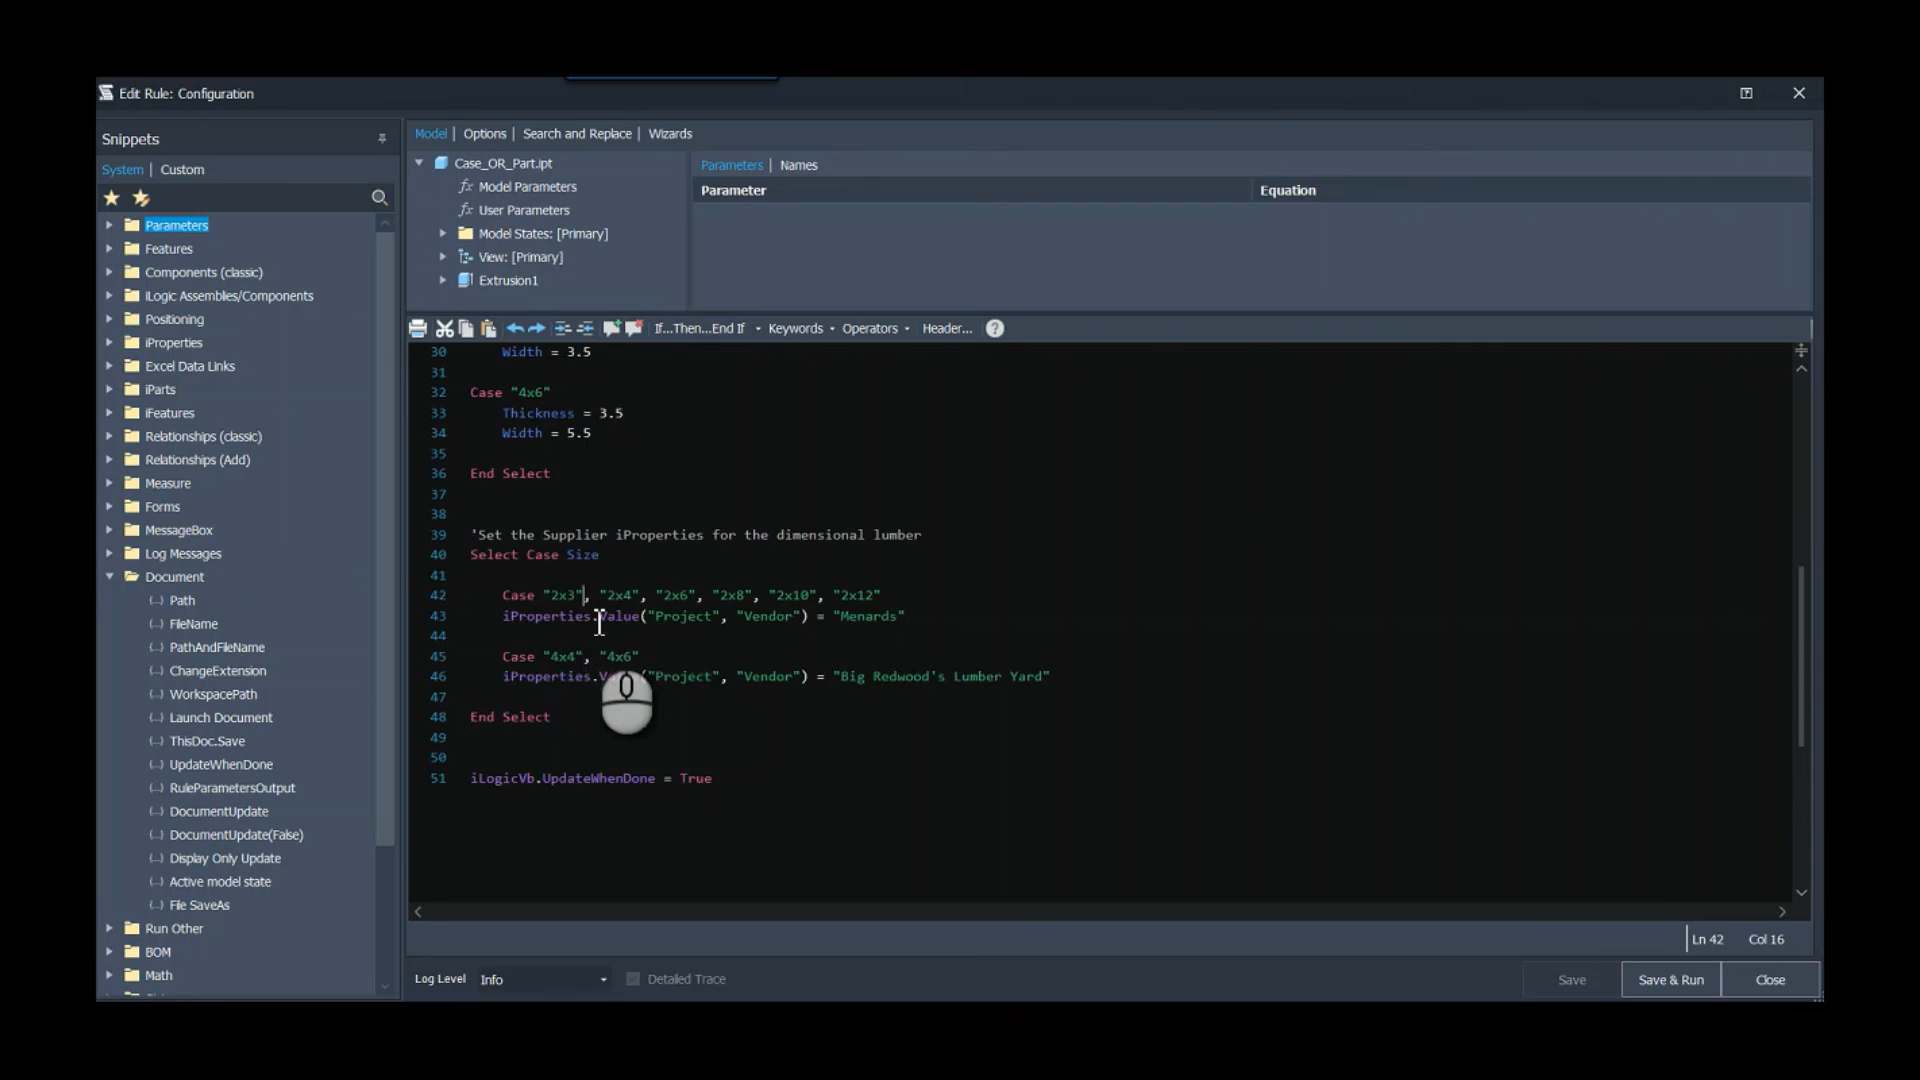 Edit Rule: Configuration
Snippets
System | Custom
Parameters
Features
Components (classic)
iLogic Assemblies/Components
Positioning
iProperties
Excel Data Links
iParts
iFeatures
Relationships (classic)
Relationships (Add)
Measure
Forms
MessageBox
Log Messages
Document
Path
FileName
PathAndFileName
ChangeExtension
WorkspacePath
Launch Document
ThisDoc.Save
UpdateWhenDone
RuleParametersOutput
DocumentUpdate
DocumentUpdate(False)
Display Only Update
Active model state
File SaveAs
Run Other
BOM
Math
Model | Options | Search and Replace | Wizards
Case_OR_Part.ipt
fx Model Parameters
fx User Parameters
Model States: [Primary]
View: [Primary]
Extrusion1
Parameters | Names
Parameter Equation
If...Then...End If Keywords Operators Header... ?
30 Width = 3.5
31
32 Case "4x6"
33 Thickness = 3.5
34 Width = 5.5
35
36 End Select
37
38
39 'Set the Supplier iProperties for the dimensional lumber
40 Select Case Size
41
42 Case "2x3", "2x4", "2x6", "2x8", "2x10", "2x12"
43 iProperties.Value("Project", "Vendor") = "Menards"
44
45 Case "4x4", "4x6"
46 iProperties. ("Project", "Vendor") = "Big Redwood's Lumber Yard"
47
48 End Select
49
50
51 iLogicVb.UpdateWhenDone = True
Ln 42 Col 16
Log Level Info Detailed Trace
Save Save & Run Close